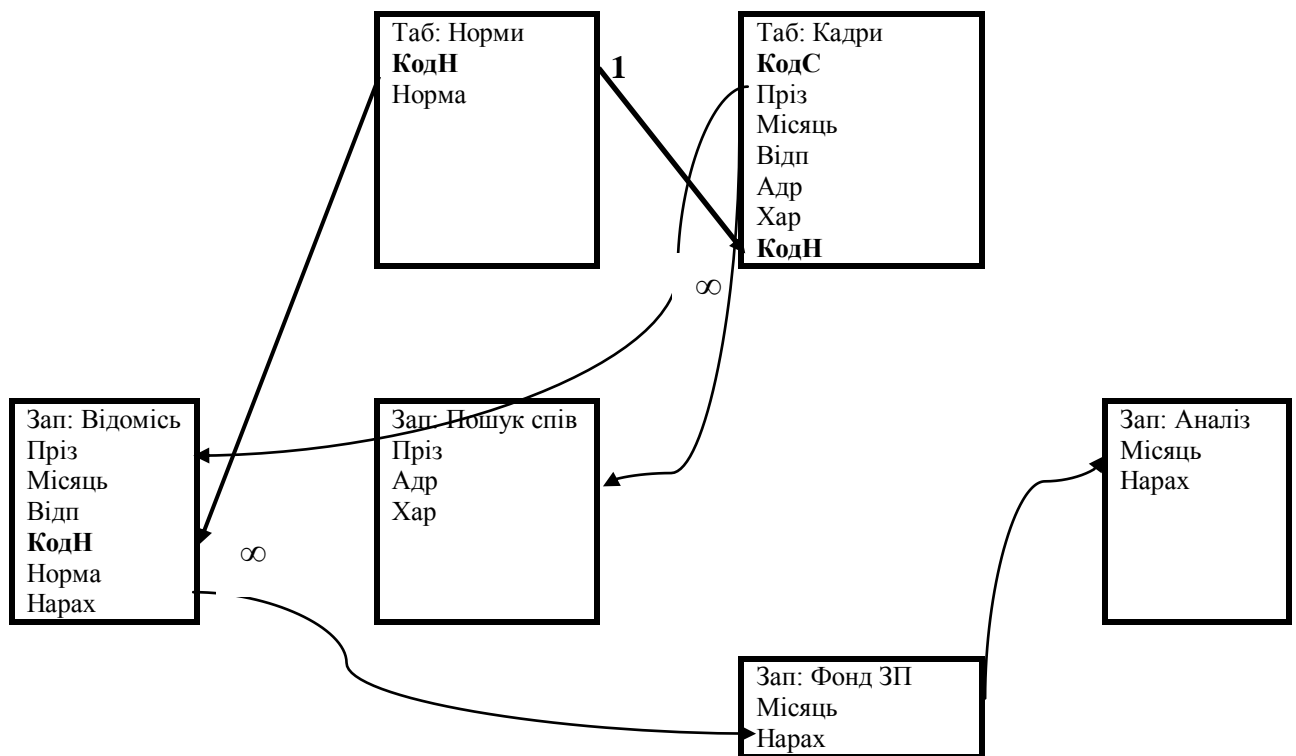 Таб: Норми
КодН
Норма
1
Таб: Кадри
КодС
Пріз
Місяць
Відп
Адр
Хар
КодН
∞
Зап: Відомісь
Пріз
Місяць
Відп
КодН
Норма
Нарах
∞
Зап: Пошук спів
Пріз
Адр
Хар
Зап: Аналіз
Місяць
Нарах
Зап: Фонд ЗП
Місяць
Нарах